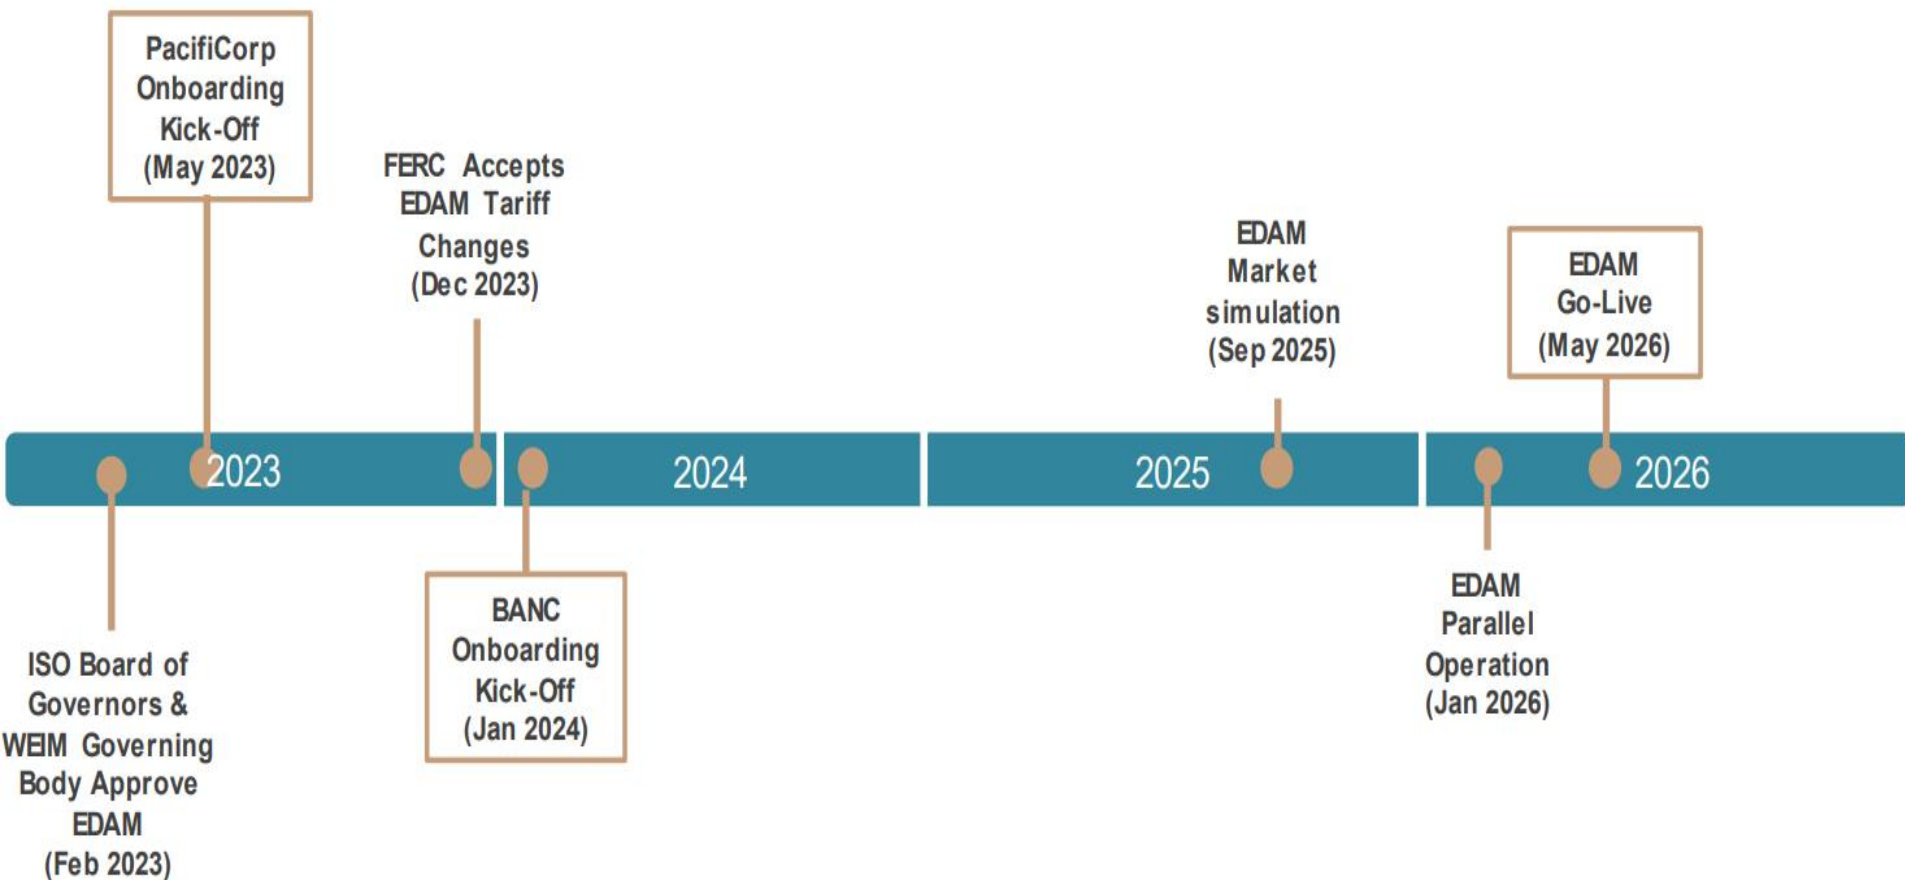 PacifiCorp
Onboarding
Kick-Off
(May 2023)
FERC Accepts
EDAM Tariff
Changes
(Dec 2023)
EDAM
Market
simulation
(Sep 2025)
EDAM
Go-Live
(May 2026)
2023
2024
2025
2026
ISO Board of
Governors &
WEIM Governing
Body Approve
EDAM
(Feb 2023)
BANC
Onboarding
Kick-Off
(Jan 2024)
EDAM
Parallel
Operation
(Jan 2026)